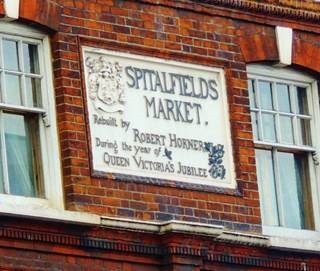 SPITALFIELDS
MARKET.
Rebuilt by
ROBERT HORNER
During the year of
QUEEN VICTORIA'S JUBILEE